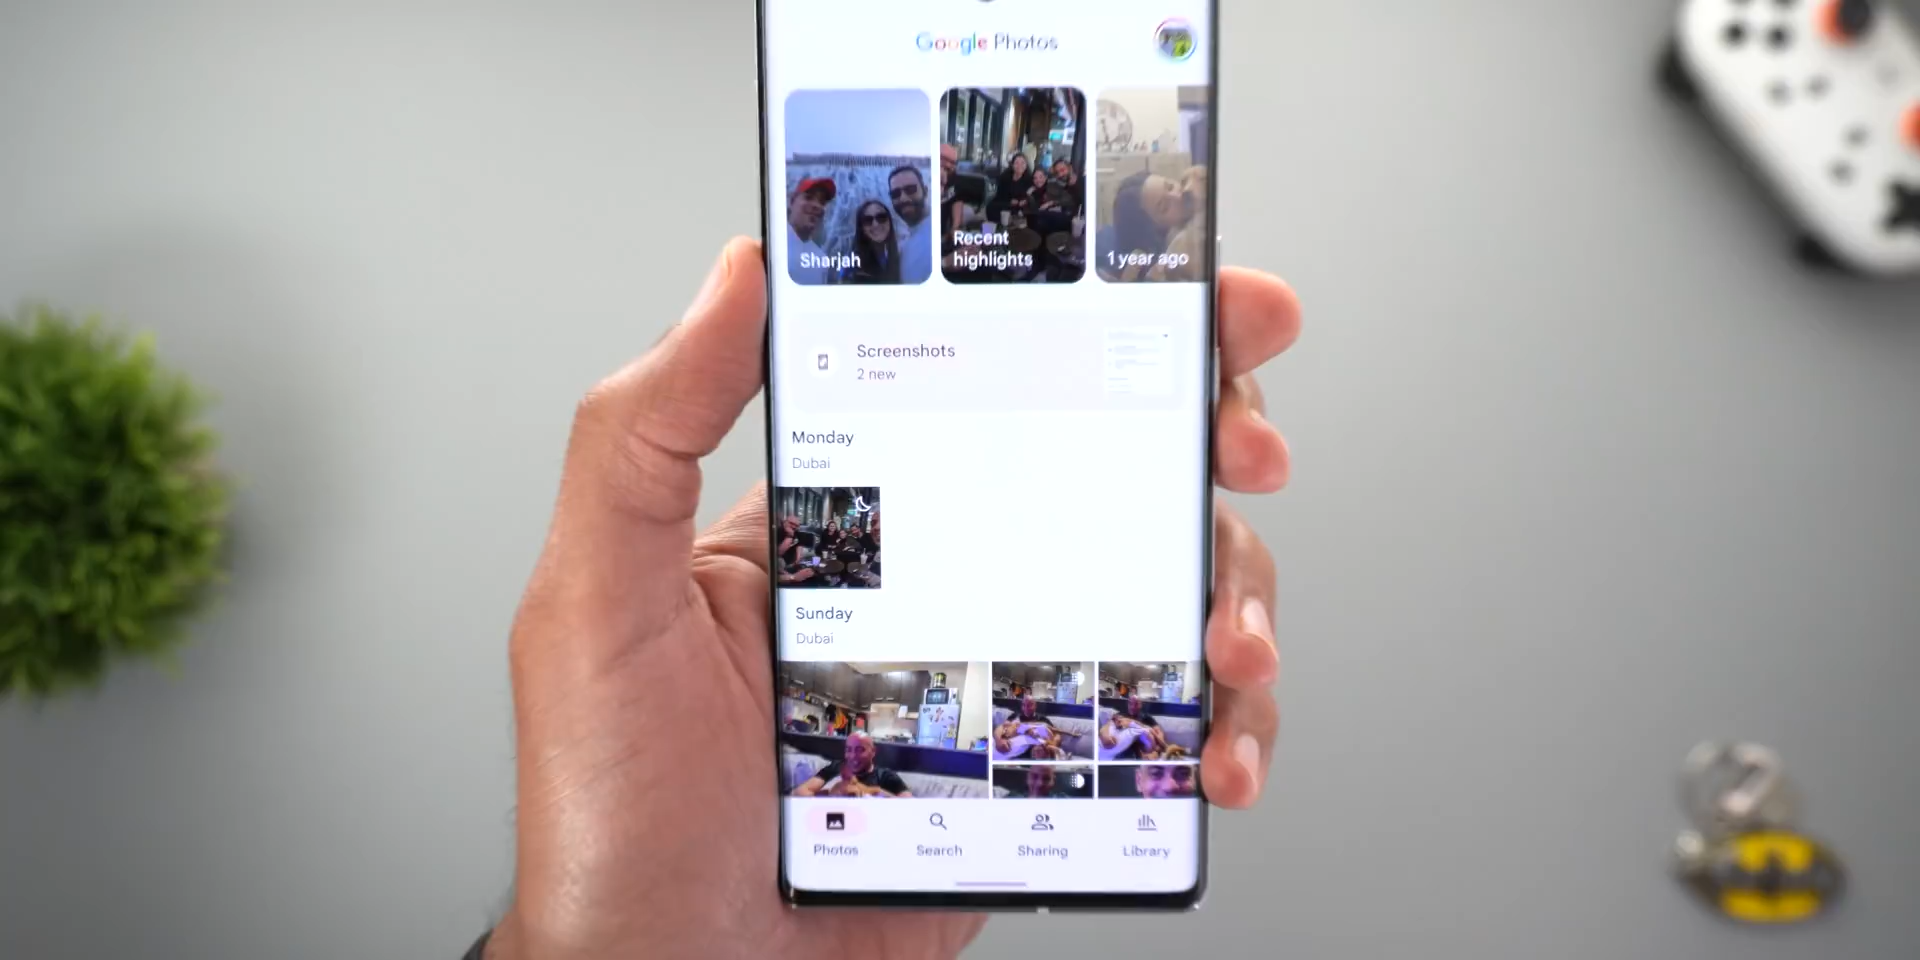 Google Photos
Sharjah
Recent
highlights
1 year ago
Screenshots
2 new
Monday
Dubai
Sunday
Dubai
Photos
Search
Sharing
Library